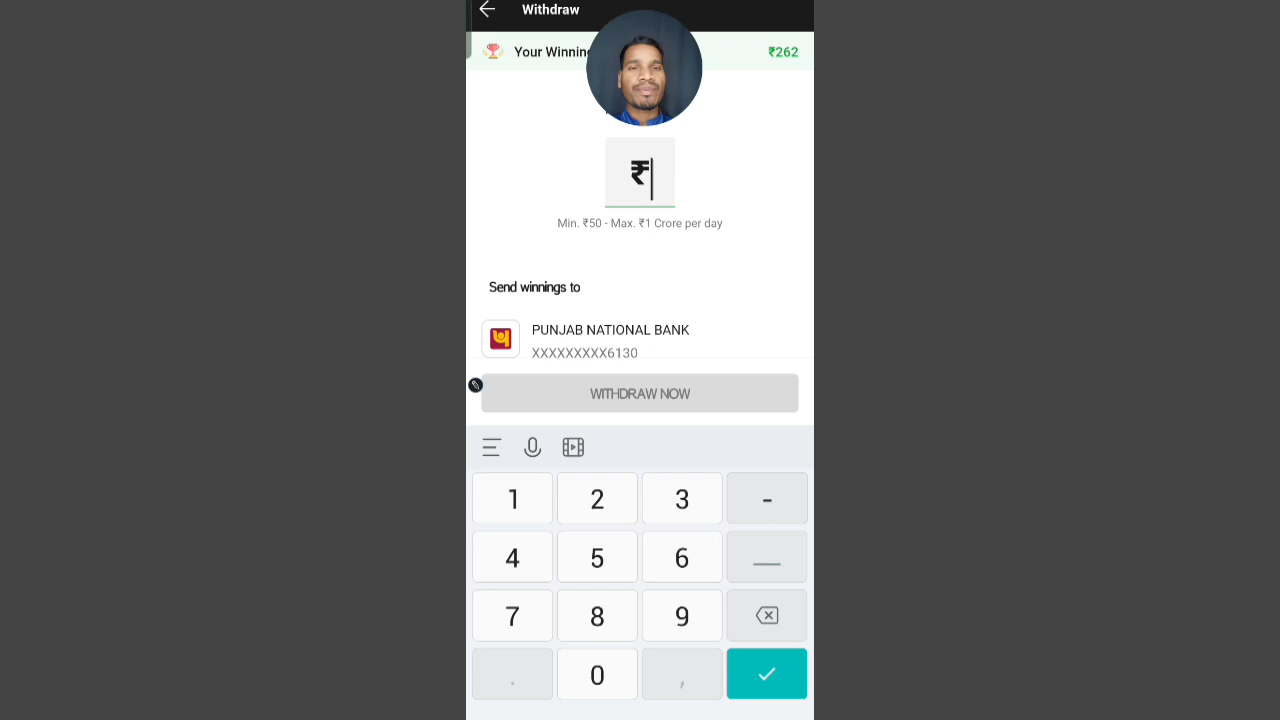 Withdraw
Your Winnin ₹262
₹
Min. ₹50 - Max. ₹1 Crore per day
Send winnings to
PUNJAB NATIONAL BANK
XXXXXXXXX6130
WITHDRAW NOW
1 2 3 -
4 5 6
7 8 9
. 0 ,